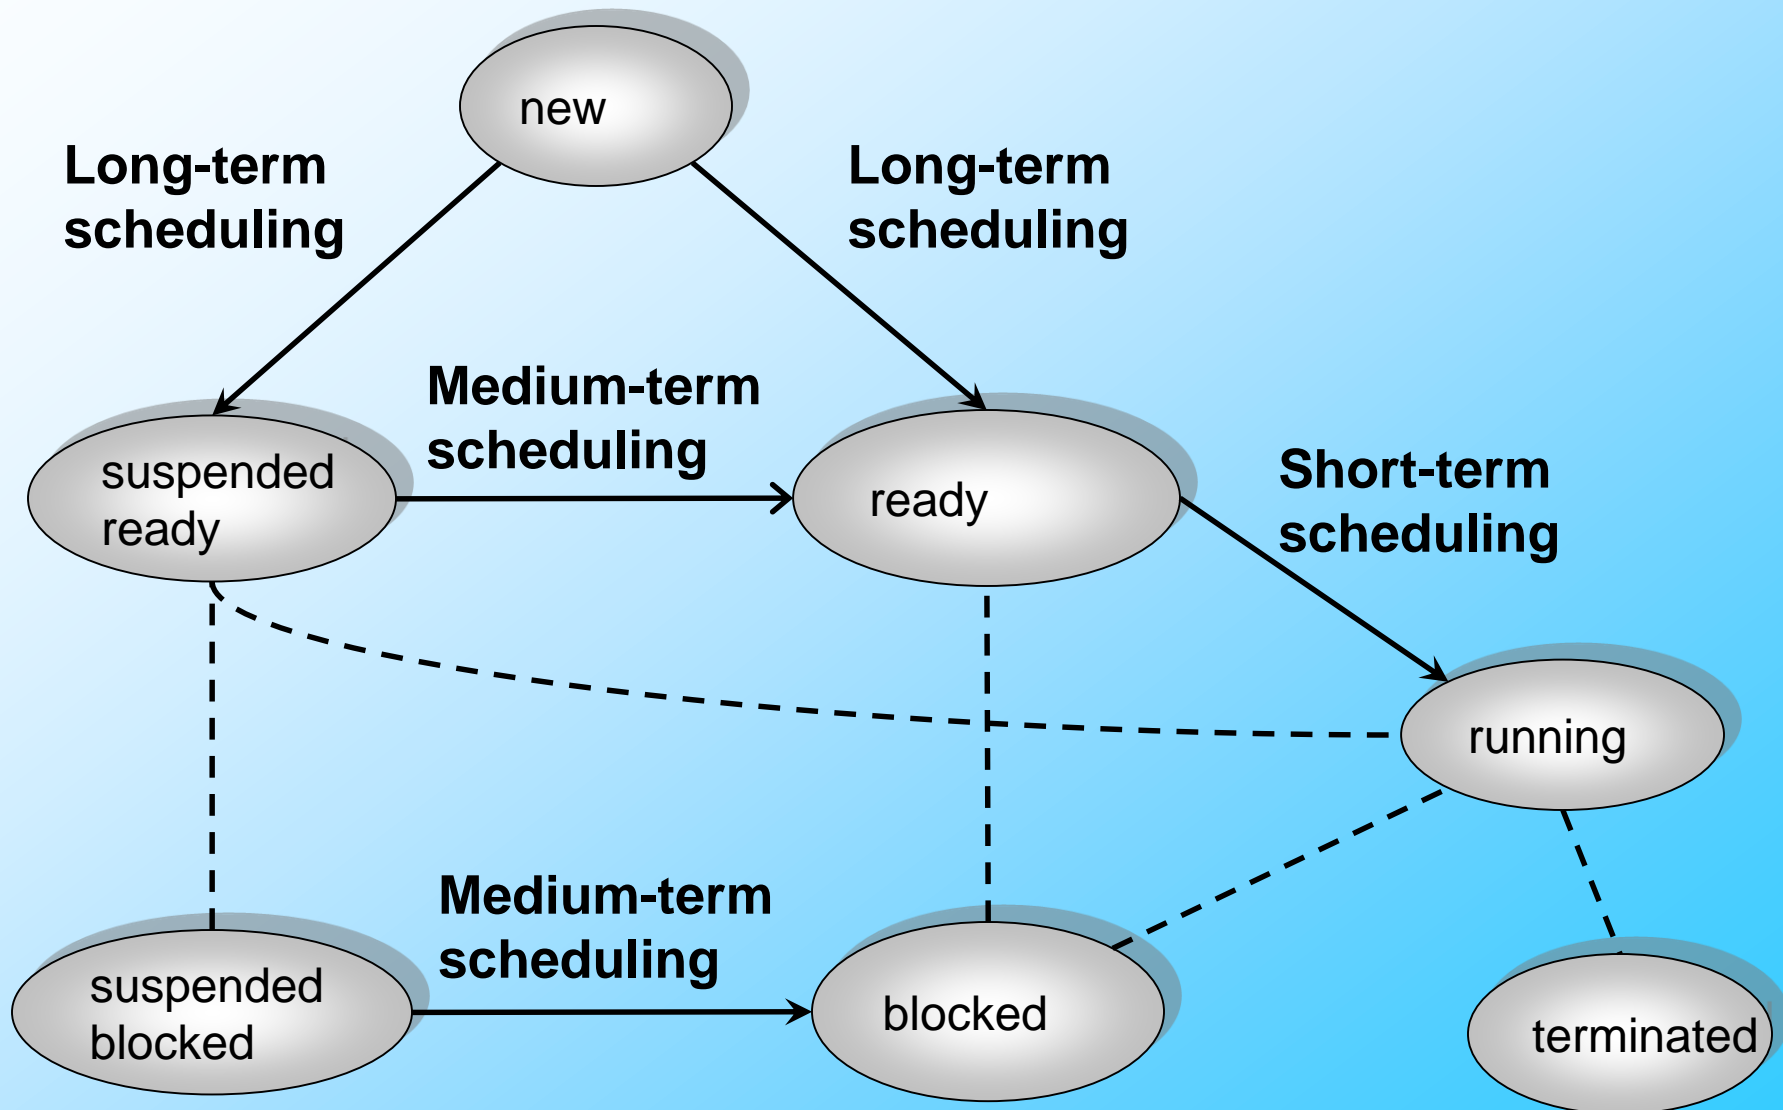 new
Long-term
scheduling
Long-term
scheduling
Medium-term
scheduling
suspended
ready
ready
Short-term
scheduling
running
Medium-term
scheduling
suspended
blocked
blocked
terminated